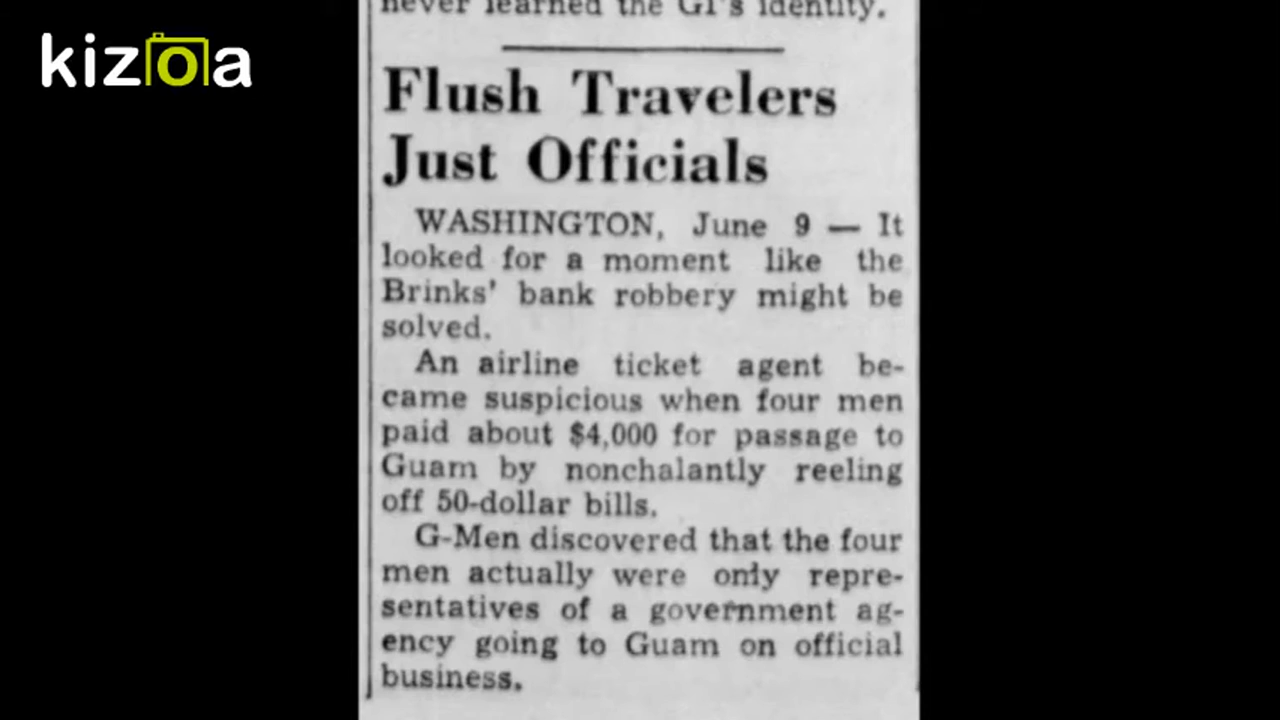 kizoa
never learned the GI's identity.
Flush Travelers
Just Officials
WASHINGTON, June 9 — It
looked for a moment like the
Brinks' bank robbery might be
solved.
An airline ticket agent be-
came suspicious when four men
paid about $4,000 for passage to
Guam by nonchalantly reeling
off 50-dollar bills.
G-Men discovered that the four
men actually were only repre-
sentatives of a government ag-
ency going to Guam on official
business.